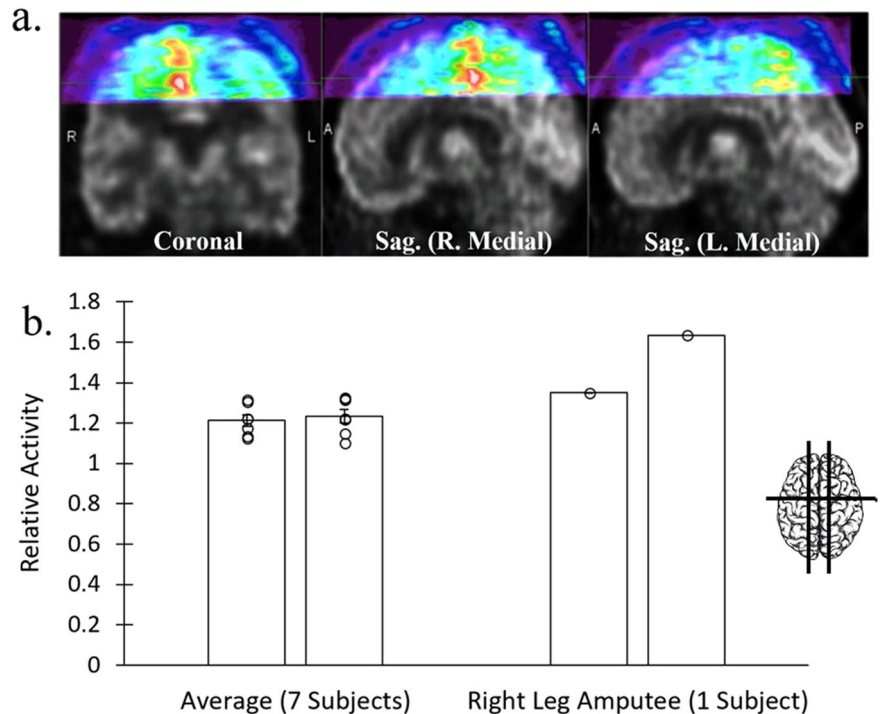 a.
R
L
A
A
P
Coronal
Sag. (R. Medial)
Sag. (L. Medial)
b.
1.8
1.6
1.4
1.2
1
0.8
0.6
0.4
0.2
0
Relative Activity
Average (7 Subjects)
Right Leg Amputee (1 Subject)